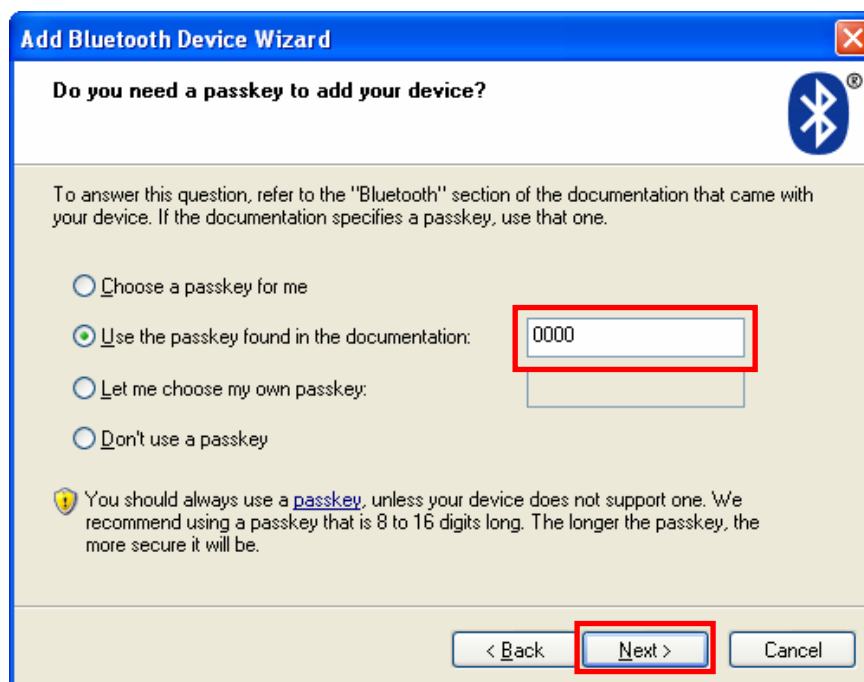 Add Bluetooth Device Wizard
Do you need a passkey to add your device?
®
To answer this question, refer to the "Bluetooth" section of the documentation that came with
your device. If the documentation specifies a passkey, use that one.
Choose a passkey for me
Use the passkey found in the documentation: 0000
Let me choose my own passkey:
Don't use a passkey
You should always use a passkey, unless your device does not support one. We
recommend using a passkey that is 8 to 16 digits long. The longer the passkey, the
more secure it will be.
< Back Next > Cancel